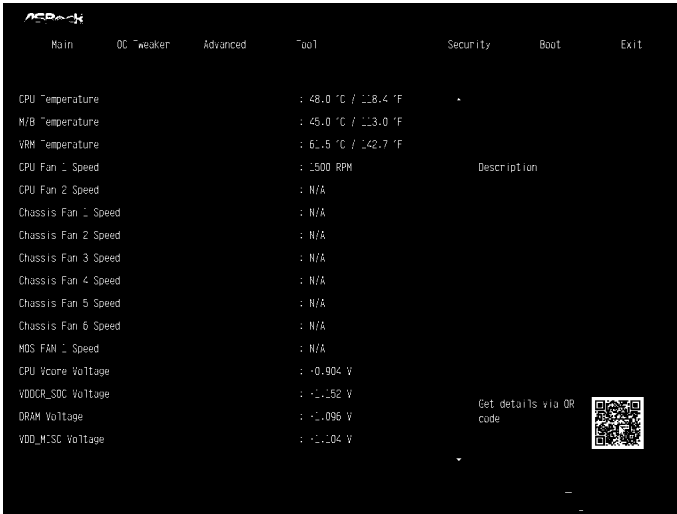 ASRock
Main OC Tweaker Advanced Tool Security Boot Exit
CPU Temperature : 48.0 °C / 118.4 °F
M/B Temperature : 45.0 °C / 113.0 °F
VRM Temperature : 61.5 °C / 142.7 °F
CPU Fan 1 Speed : 1500 RPM
Description
CPU Fan 2 Speed : N/A
Chassis Fan 1 Speed : N/A
Chassis Fan 2 Speed : N/A
Chassis Fan 3 Speed : N/A
Chassis Fan 4 Speed : N/A
Chassis Fan 5 Speed : N/A
Chassis Fan 6 Speed : N/A
MOS FAN 1 Speed : N/A
CPU Vcore Voltage : +0.904 V
VDDCR_SOC Voltage : +1.152 V
DRAM Voltage : +1.096 V
VDD_MISC Voltage : +1.104 V
Get details via QR
code